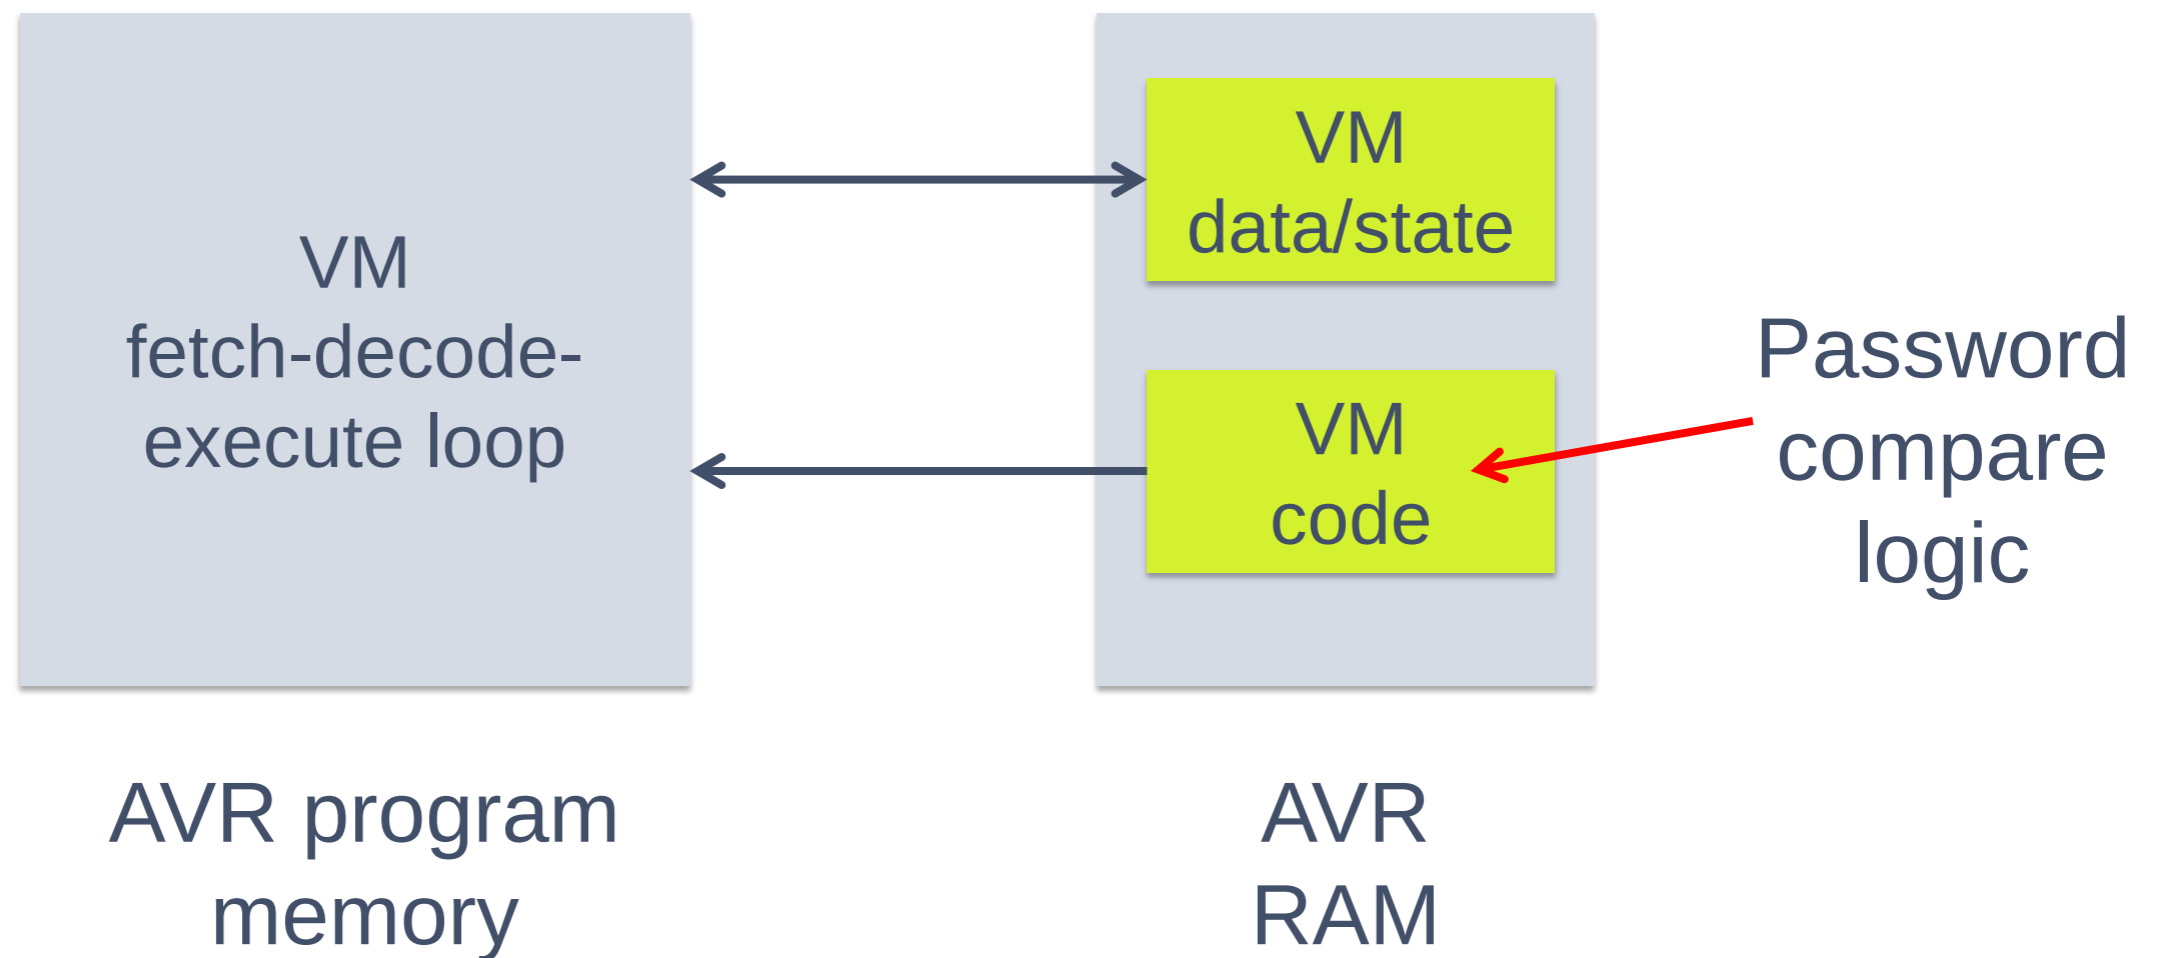 VM
fetch-decode-
execute loop
VM
data/state
VM
code
Password
compare
logic
AVR program
memory
AVR
RAM